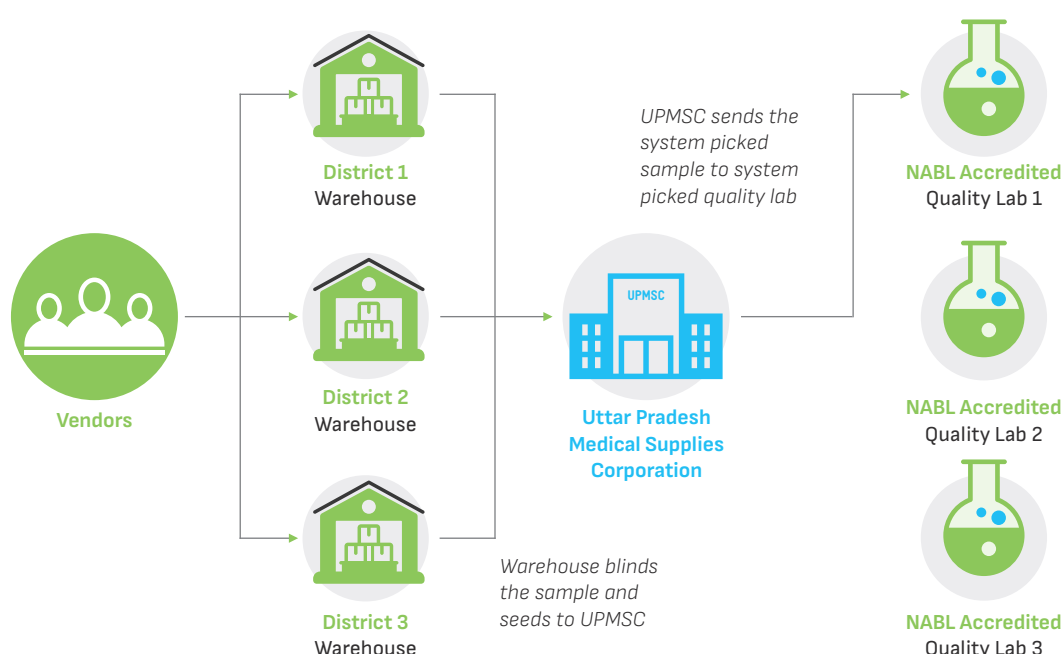 District 1
Warehouse
UPMSC sends the
system picked
sample to system
picked quality lab
NABL Accredited
Quality Lab 1
Vendors
District 2
Warehouse
UPMSC
Uttar Pradesh
Medical Supplies
Corporation
NABL Accredited
Quality Lab 2
District 3
Warehouse
Warehouse blinds
the sample and
seeds to UPMSC
NABL Accredited
Quality Lab 3